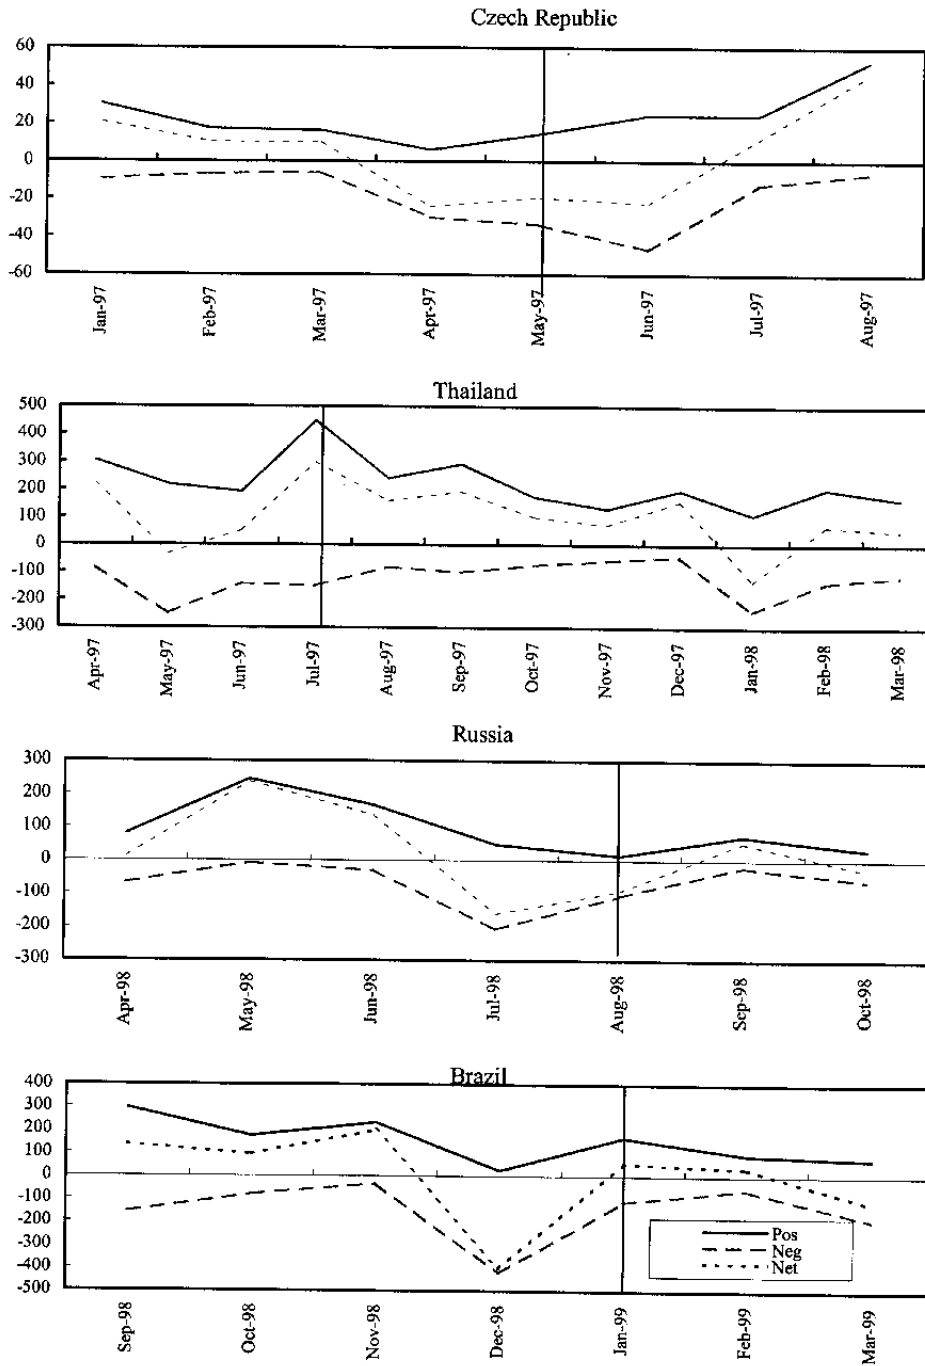 Czech Republic
60
40
20
0
-20
-40
-60
Jan-97
Feb-97
Mar-97
Apr-97
May-97
Jun-97
Jul-97
Aug-97
Thailand
500
400
300
200
100
0
-100
-200
-300
Apr-97
May-97
Jun-97
Jul-97
Aug-97
Sep-97
Oct-97
Nov-97
Dec-97
Jan-98
Feb-98
Mar-98
Russia
300
200
100
0
-100
-200
-300
Apr-98
May-98
Jun-98
Jul-98
Aug-98
Sep-98
Oct-98
Brazil
400
300
200
100
0
-100
-200
-300
-400
-500
Pos
Neg
Net
Sep-98
Oct-98
Nov-98
Dec-98
Jan-99
Feb-99
Mar-99